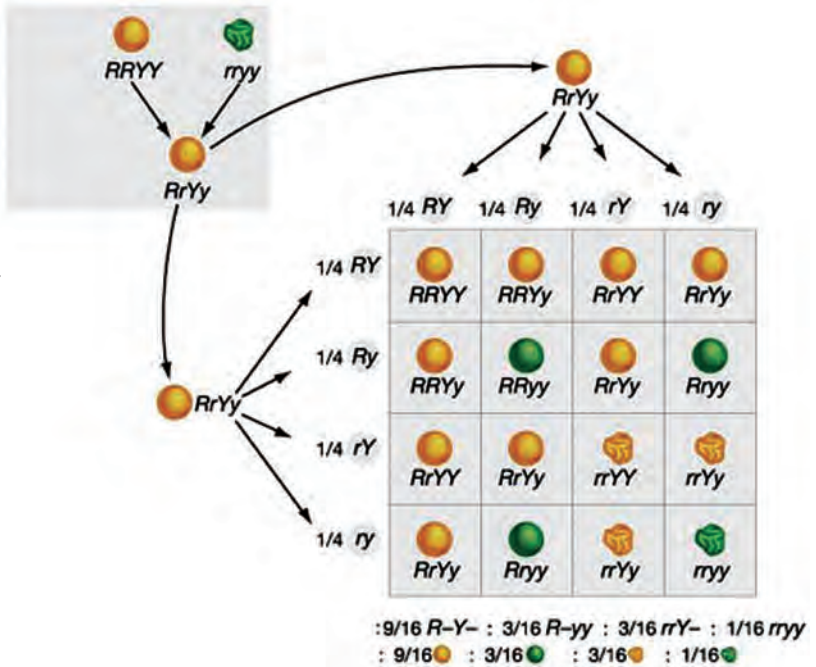 RRYY rryy
RrYy
RrYy
1/4 RY 1/4 Ry 1/4 rY 1/4 ry
1/4 RY
RRYY RRYy RrYY RrYy
1/4 Ry
RRYy RRyy RrYy Rryy
RrYy
1/4 rY
RrYY RrYy rrYY rrYy
1/4 ry
RrYy Rryy rrYy rryy
:9/16 R–Y– : 3/16 R–yy : 3/16 rrY– : 1/16 rryy
: 9/16 : 3/16 : 3/16 : 1/16